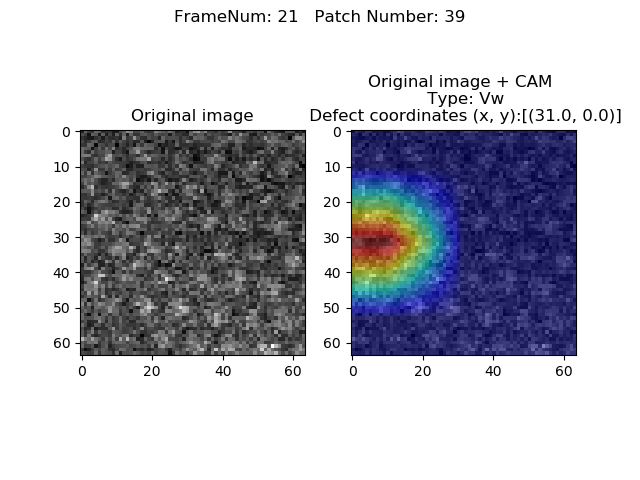 FrameNum: 21   Patch Number: 39
Original image
Original image + CAM
Type: Vw
Defect coordinates (x, y):[(31.0, 0.0)]
0
10
20
30
40
50
60
0 20 40 60
0
10
20
30
40
50
60
0 20 40 60